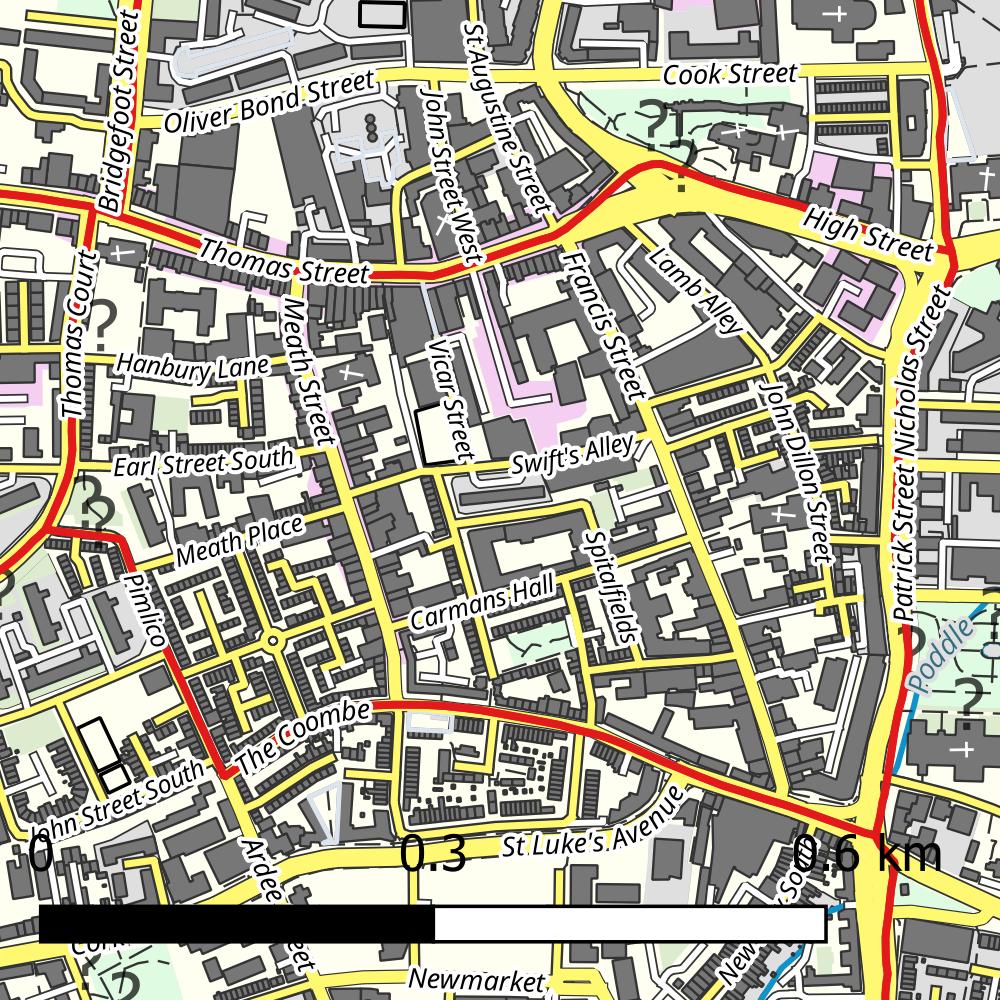 St Augustine Street
Cook Street
Bridgefoot Street
Oliver Bond Street
John Street West
High Street
Thomas Street
Lamb Alley
Francis Street
Thomas Court
Meath Street
Hanbury Lane
Vicar Street
Patrick Street Nicholas Street
John Dillon Street
Swift's Alley
Earl Street South
Meath Place
Spitalfields
Carmans Hall
Pimlico
Poddle
The Coombe
John Street South
St Luke's Avenue
Ardee
0 0.3 0.6 km
Newmarket
New